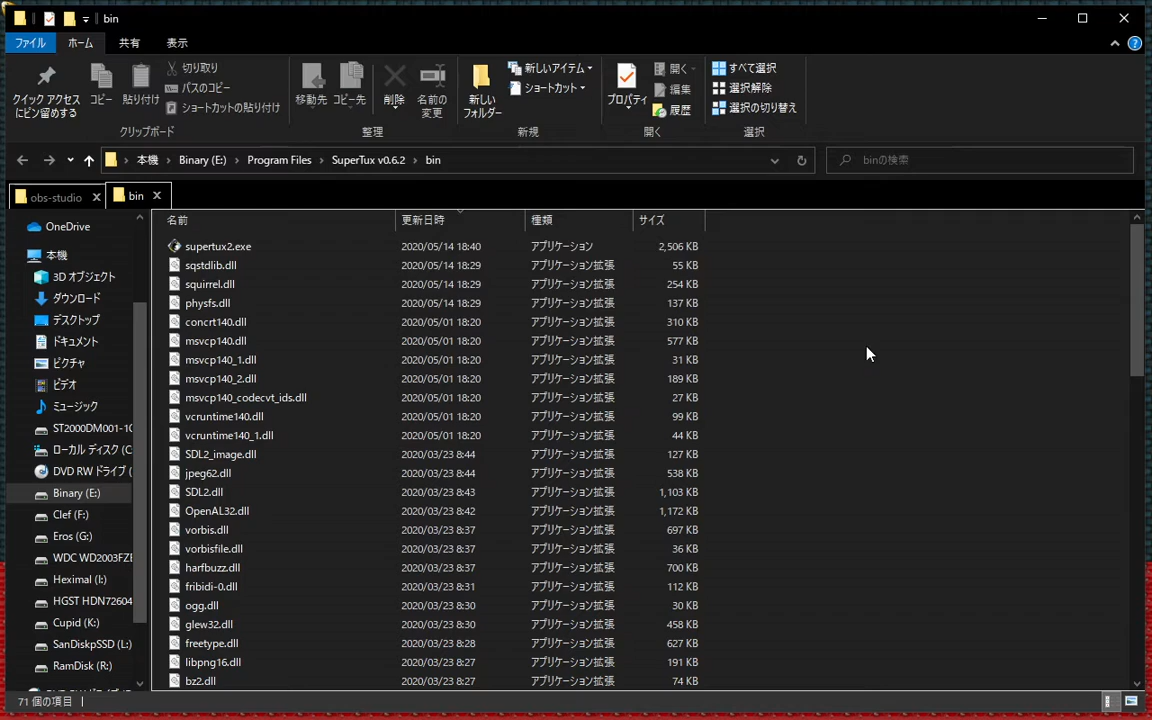 bin
ファイル ホーム 共有 表示
クイック アクセス
にピン留めする
コピー
貼り付け
切り取り
パスのコピー
ショートカットの貼り付け
クリップボード
移動先
コピー先
削除
名前の
変更
整理
新しい
フォルダー
新しいアイテム
ショートカット
新規
プロパティ
開く
編集
履歴
開く
すべて選択
選択解除
選択の切り替え
選択
本機 › Binary (E:) › Program Files › SuperTux v0.6.2 › bin
binの検索
obs-studio
bin
OneDrive
本機
3D オブジェクト
ダウンロード
デスクトップ
ドキュメント
ピクチャ
ビデオ
ミュージック
ST2000DM001-1C
ローカル ディスク (C
DVD RW ドライブ (
Binary (E:)
Clef (F:)
Eros (G:)
WDC WD2003FZE
Heximal (I:)
HGST HDN72604
Cupid (K:)
SanDiskpSSD (L:)
RamDisk (R:)
名前 更新日時 種類 サイズ
supertux2.exe 2020/05/14 18:40 アプリケーション 2,506 KB
sqstdlib.dll 2020/05/14 18:29 アプリケーション拡張 55 KB
squirrel.dll 2020/05/14 18:29 アプリケーション拡張 254 KB
physfs.dll 2020/05/14 18:29 アプリケーション拡張 137 KB
concrt140.dll 2020/05/01 18:20 アプリケーション拡張 310 KB
msvcp140.dll 2020/05/01 18:20 アプリケーション拡張 577 KB
msvcp140_1.dll 2020/05/01 18:20 アプリケーション拡張 31 KB
msvcp140_2.dll 2020/05/01 18:20 アプリケーション拡張 189 KB
msvcp140_codecvt_ids.dll 2020/05/01 18:20 アプリケーション拡張 27 KB
vcruntime140.dll 2020/05/01 18:20 アプリケーション拡張 99 KB
vcruntime140_1.dll 2020/05/01 18:20 アプリケーション拡張 44 KB
SDL2_image.dll 2020/03/23 8:44 アプリケーション拡張 127 KB
jpeg62.dll 2020/03/23 8:44 アプリケーション拡張 538 KB
SDL2.dll 2020/03/23 8:43 アプリケーション拡張 1,103 KB
OpenAL32.dll 2020/03/23 8:42 アプリケーション拡張 1,172 KB
vorbis.dll 2020/03/23 8:37 アプリケーション拡張 697 KB
vorbisfile.dll 2020/03/23 8:37 アプリケーション拡張 36 KB
harfbuzz.dll 2020/03/23 8:37 アプリケーション拡張 700 KB
fribidi-0.dll 2020/03/23 8:31 アプリケーション拡張 112 KB
ogg.dll 2020/03/23 8:30 アプリケーション拡張 30 KB
glew32.dll 2020/03/23 8:30 アプリケーション拡張 458 KB
freetype.dll 2020/03/23 8:28 アプリケーション拡張 627 KB
libpng16.dll 2020/03/23 8:27 アプリケーション拡張 191 KB
bz2.dll 2020/03/23 8:27 アプリケーション拡張 74 KB
71 個の項目